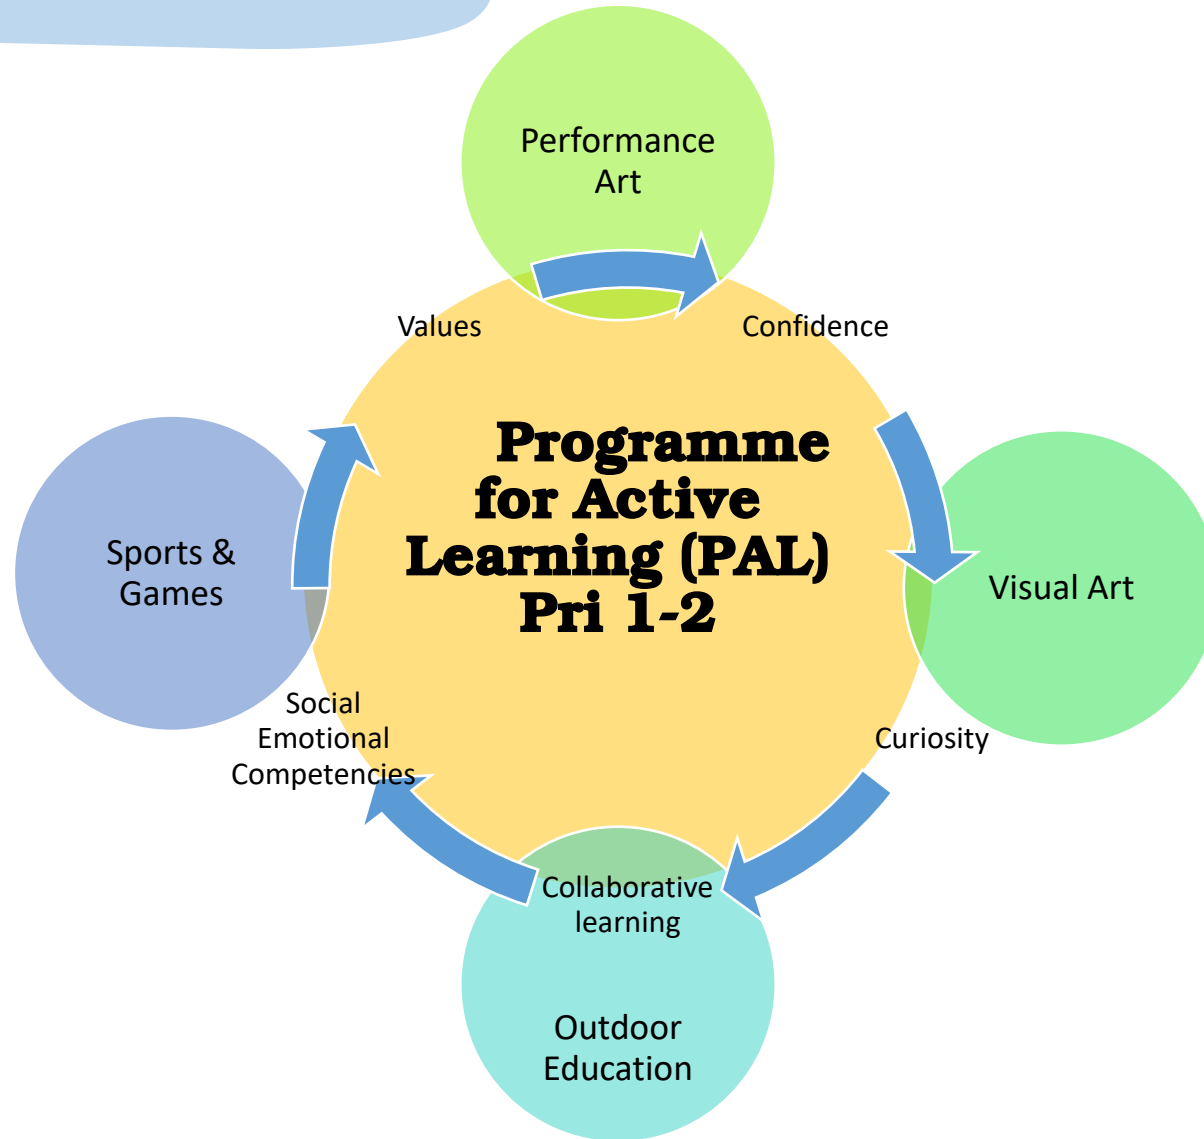 Performance
Art
Values
Confidence
Programme
for Active
Learning (PAL)
Pri 1-2
Sports &
Games
Visual Art
Social
Emotional
Competencies
Curiosity
Collaborative
learning
Outdoor
Education